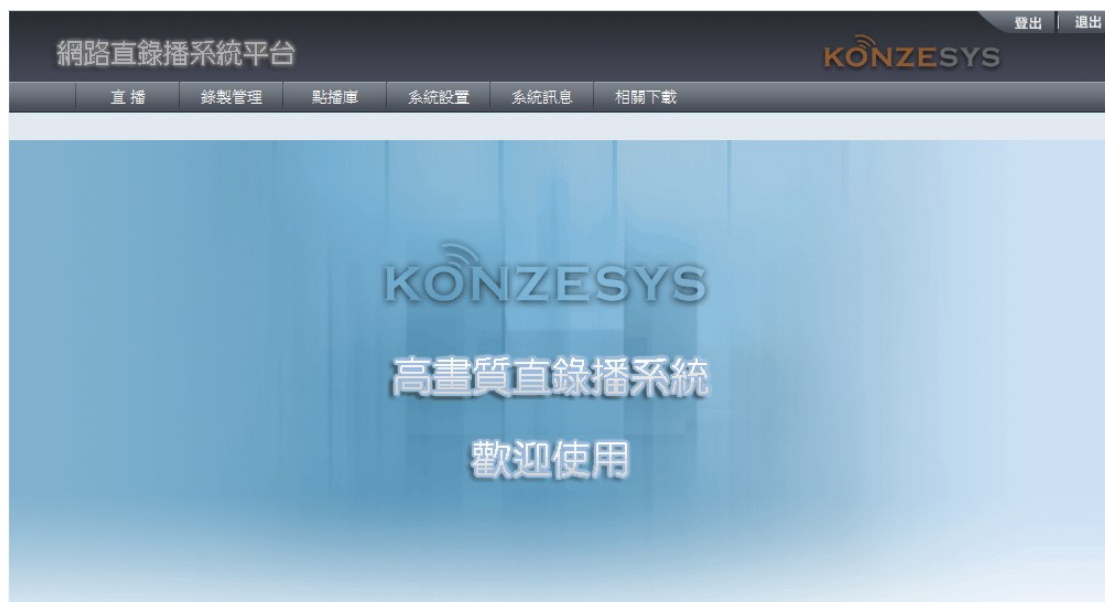 登出 | 退出
網路直錄播系統平台
KONZESYS
直播 錄製管理 點播庫 系統設置 系統訊息 相關下載
KONZESYS
高畫質直錄播系統
歡迎使用